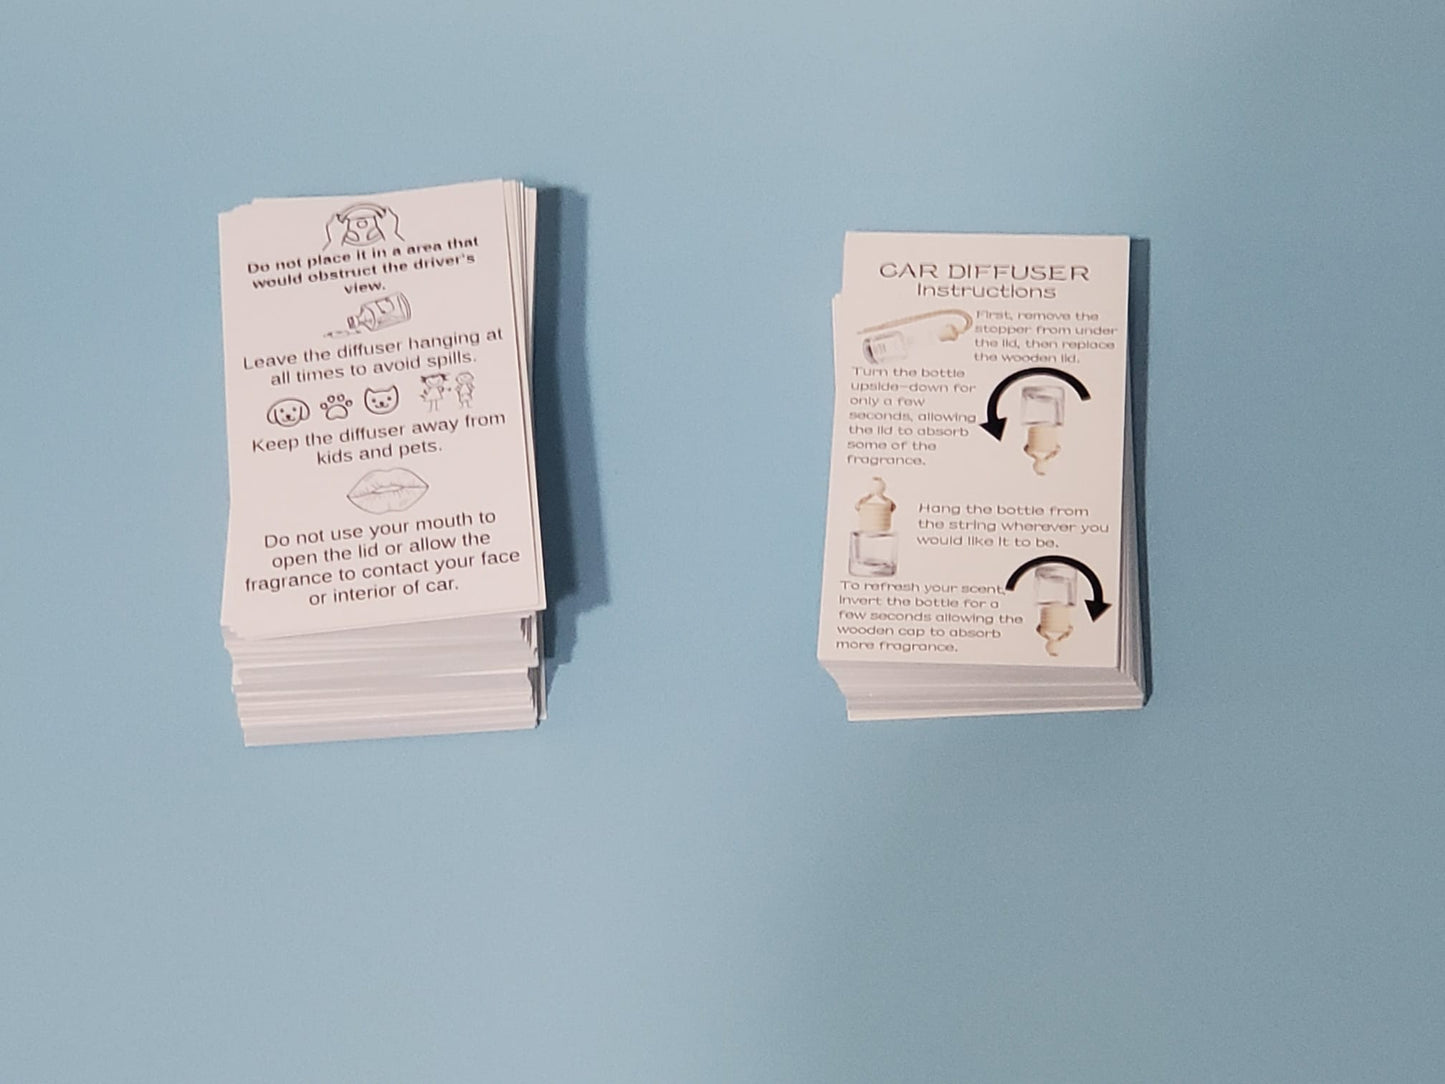 Do not place it in a area that
would obstruct the driver's
view.
Leave the diffuser hanging at
all times to avoid spills.
Keep the diffuser away from
kids and pets.
Do not use your mouth to
open the lid or allow the
fragrance to contact your face
or interior of car.
CAR DIFFUSER
Instructions
First, remove the
stopper from under
the lid, then replace
the wooden lid.
Turn the bottle
upside-down for
only a few
seconds, allowing
the lid to absorb
some of the
fragrance.
Hang the bottle from
the string wherever you
would like it to be.
To refresh your scent,
Invert the bottle for a
few seconds allowing the
wooden cap to absorb
more fragrance.